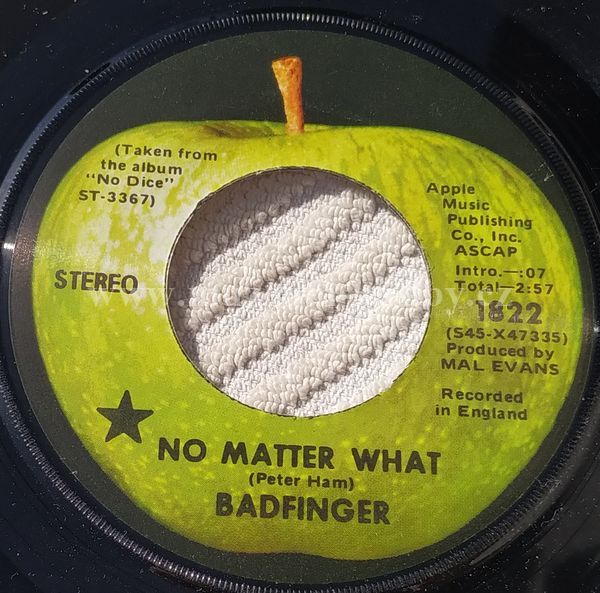 (Taken from
the album
"No Dice"
ST-3367)
STEREO
Apple
Music
Publishing
Co., Inc.
ASCAP
Intro.—:07
Total—2:57
1822
(S45-X47335)
Produced by
MAL EVANS
Recorded
in England
NO MATTER WHAT
(Peter Ham)
BADFINGER